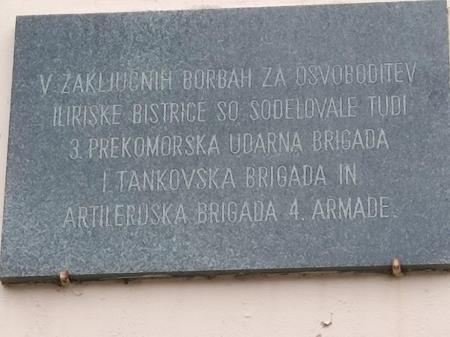 V ZAKLJUČNIH BORBAH ZA OSVOBODITEV
ILIRSKE BISTRICE SO SODELOVALE TUDI
3. PREKOMORSKA UDARNA BRIGADA
I. TANKOVSKA BRIGADA IN
ARTILERIJSKA BRIGADA 4. ARMADE.